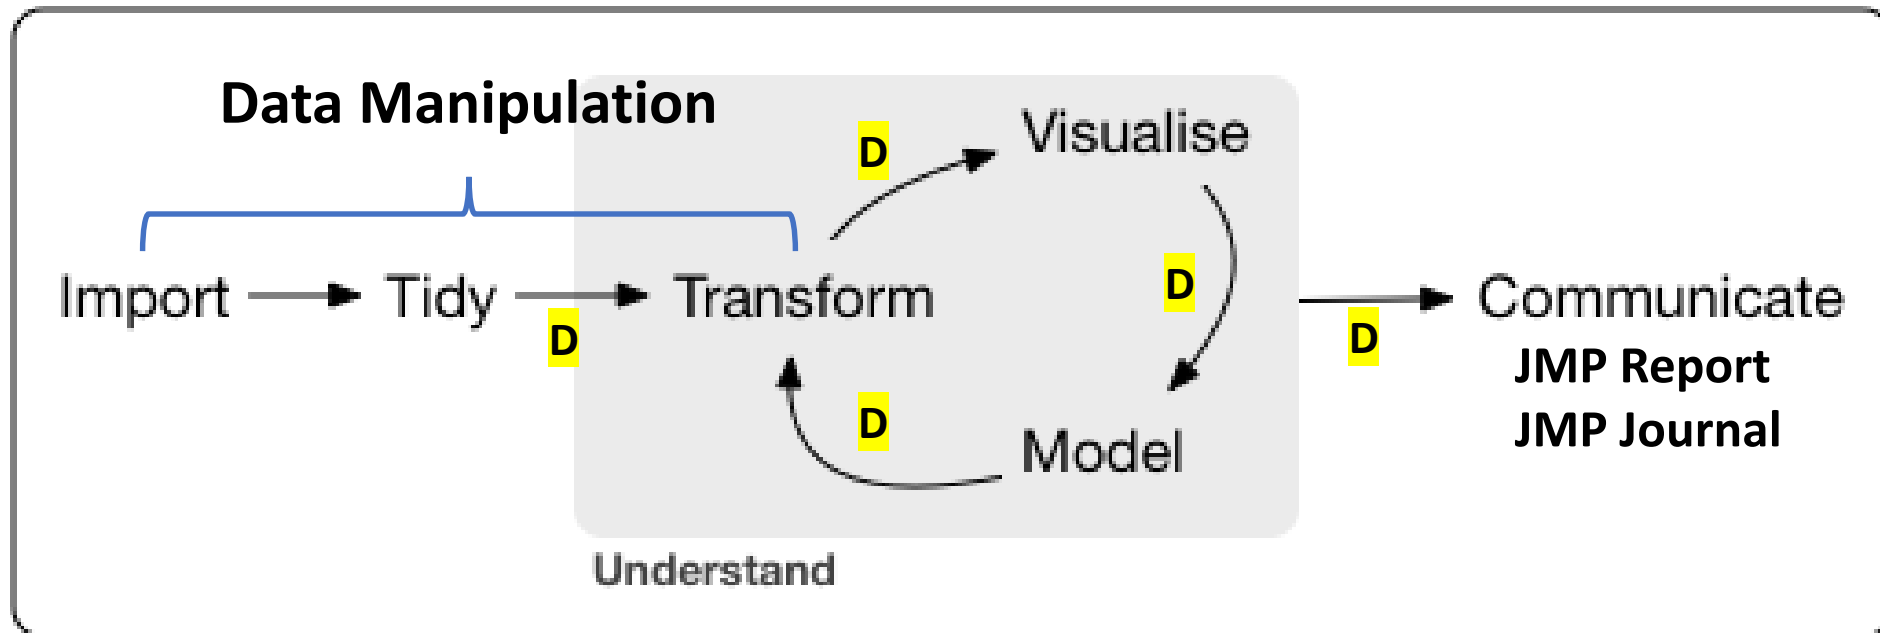 Data Manipulation
D
Visualise
D
Import
Tidy
D
Transform
D
Model
Understand
D
Communicate
JMP Report
JMP Journal